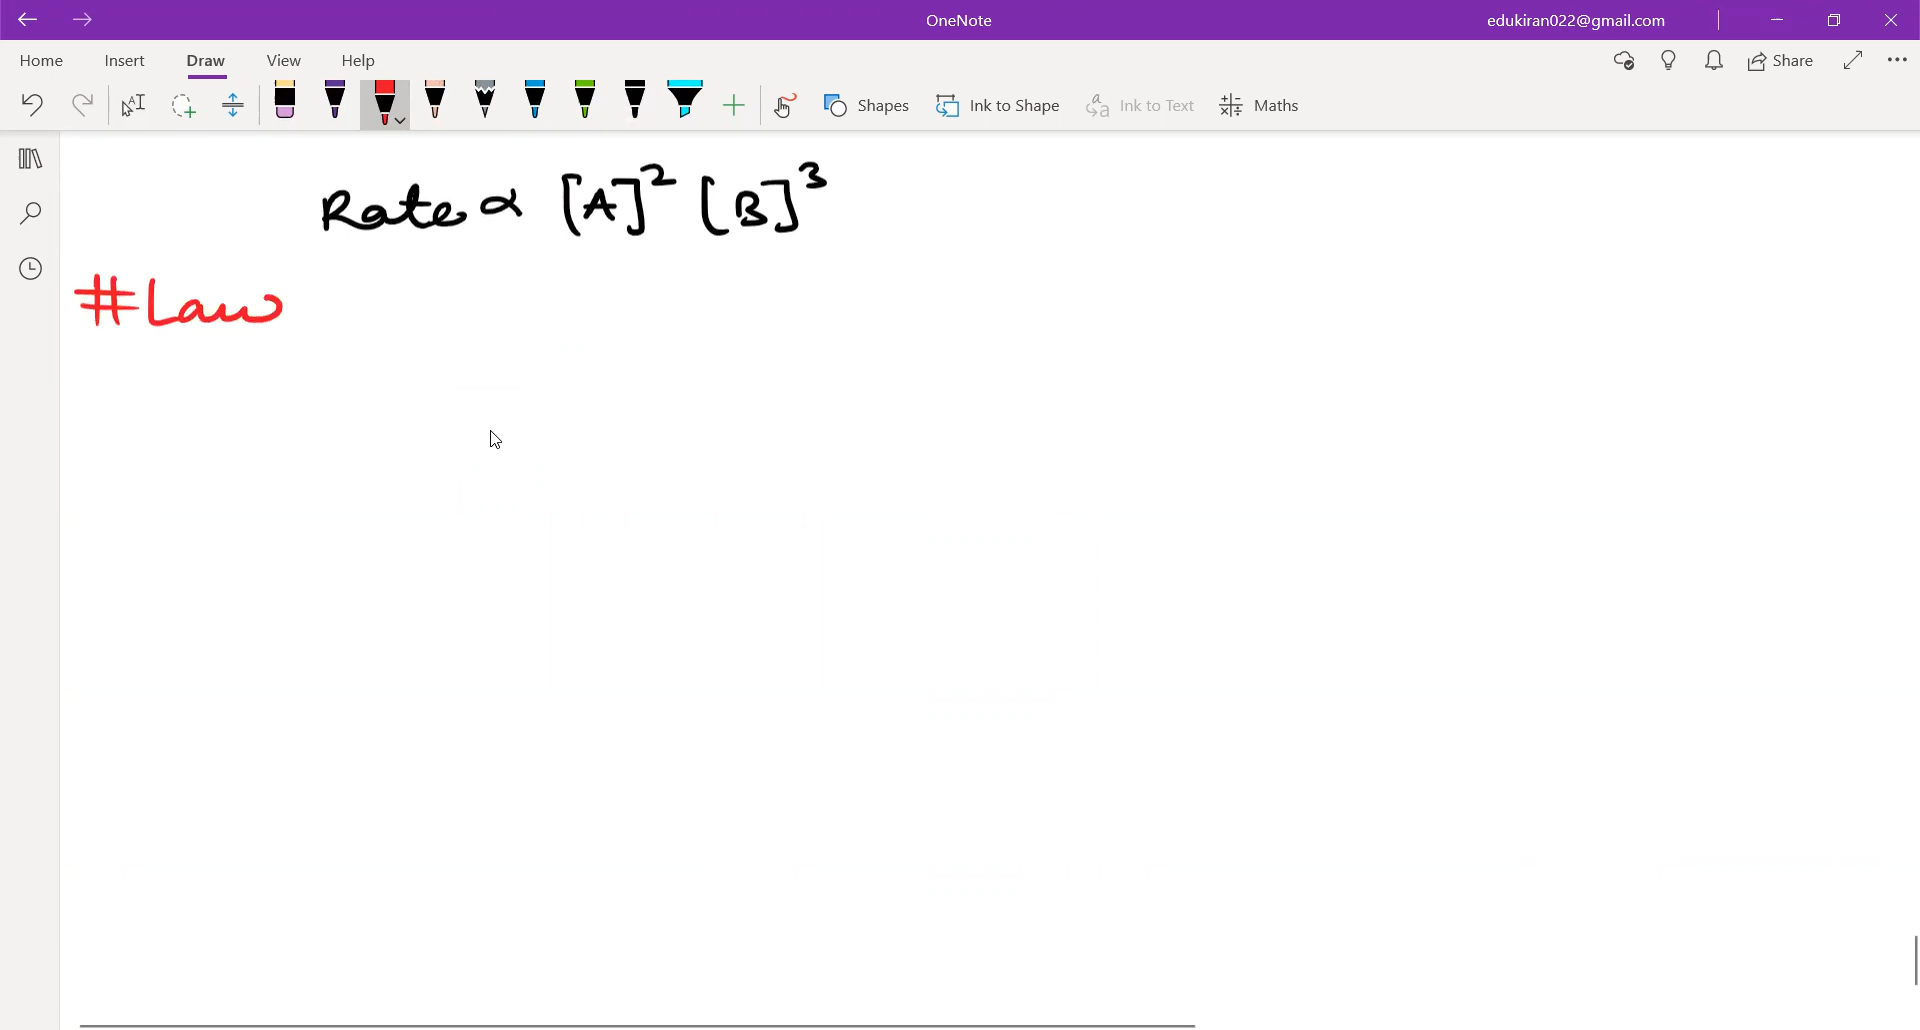 OneNote
edukiran022@gmail.com
Home Insert Draw View Help
Share
Shapes Ink to Shape Ink to Text Maths
Rate ∝ [A]² [B]³
#Law